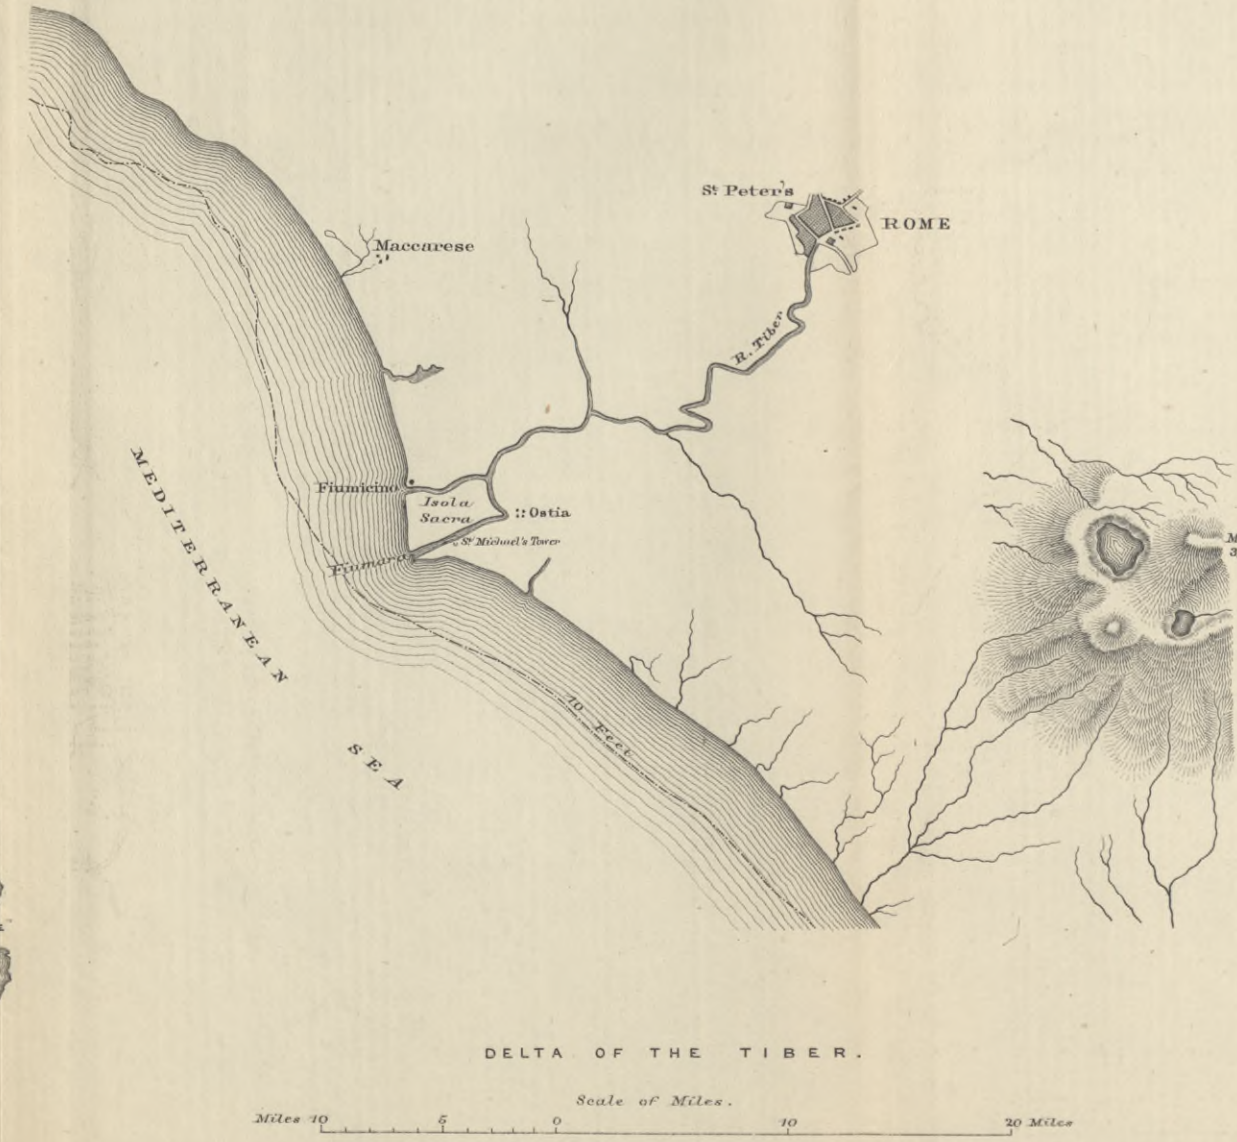 St. Peter's
ROME
Maccarese
R. Tiber
Fiumicino
Isola
Sacra
Ostia
St. Michael's Tower
Fiumara
MEDITERRANEAN
SEA
10 Feet
M
3
DELTA OF THE TIBER.
Scale of Miles.
Miles 10 5 0 10 20 Miles